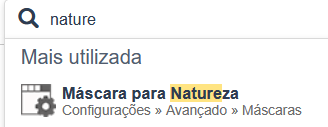 nature
Mais utilizada
Máscara para Natureza
Configurações » Avançado » Máscaras